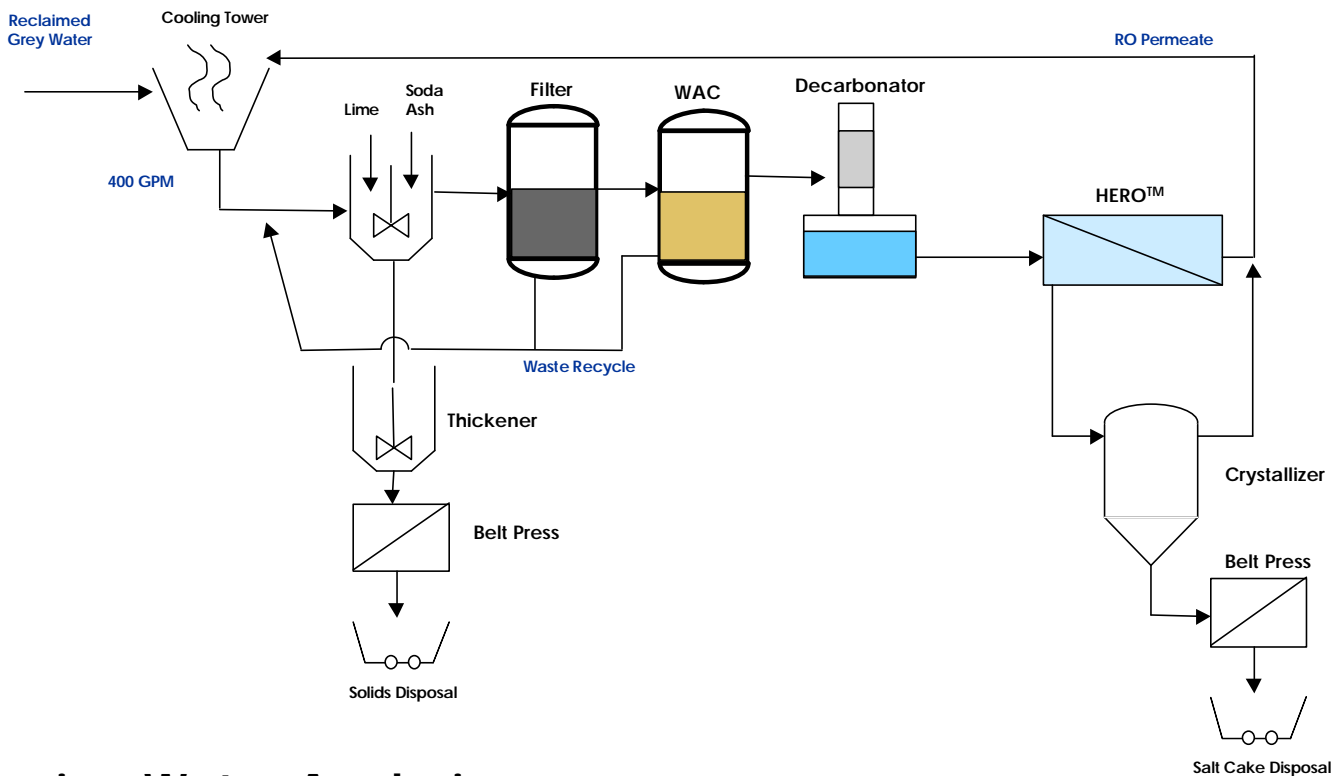 Reclaimed
Grey Water
Cooling Tower
RO Permeate
Lime
Soda
Ash
Filter
WAC
Decarbonator
400 GPM
HERO™
Waste Recycle
Thickener
Crystallizer
Belt Press
Belt Press
Solids Disposal
Salt Cake Disposal